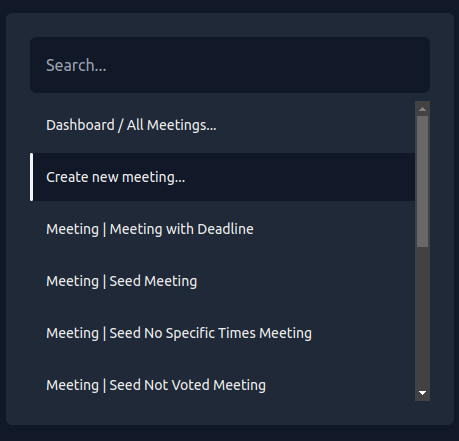 Search...
Dashboard / All Meetings...
Create new meeting...
Meeting | Meeting with Deadline
Meeting | Seed Meeting
Meeting | Seed No Specific Times Meeting
Meeting | Seed Not Voted Meeting